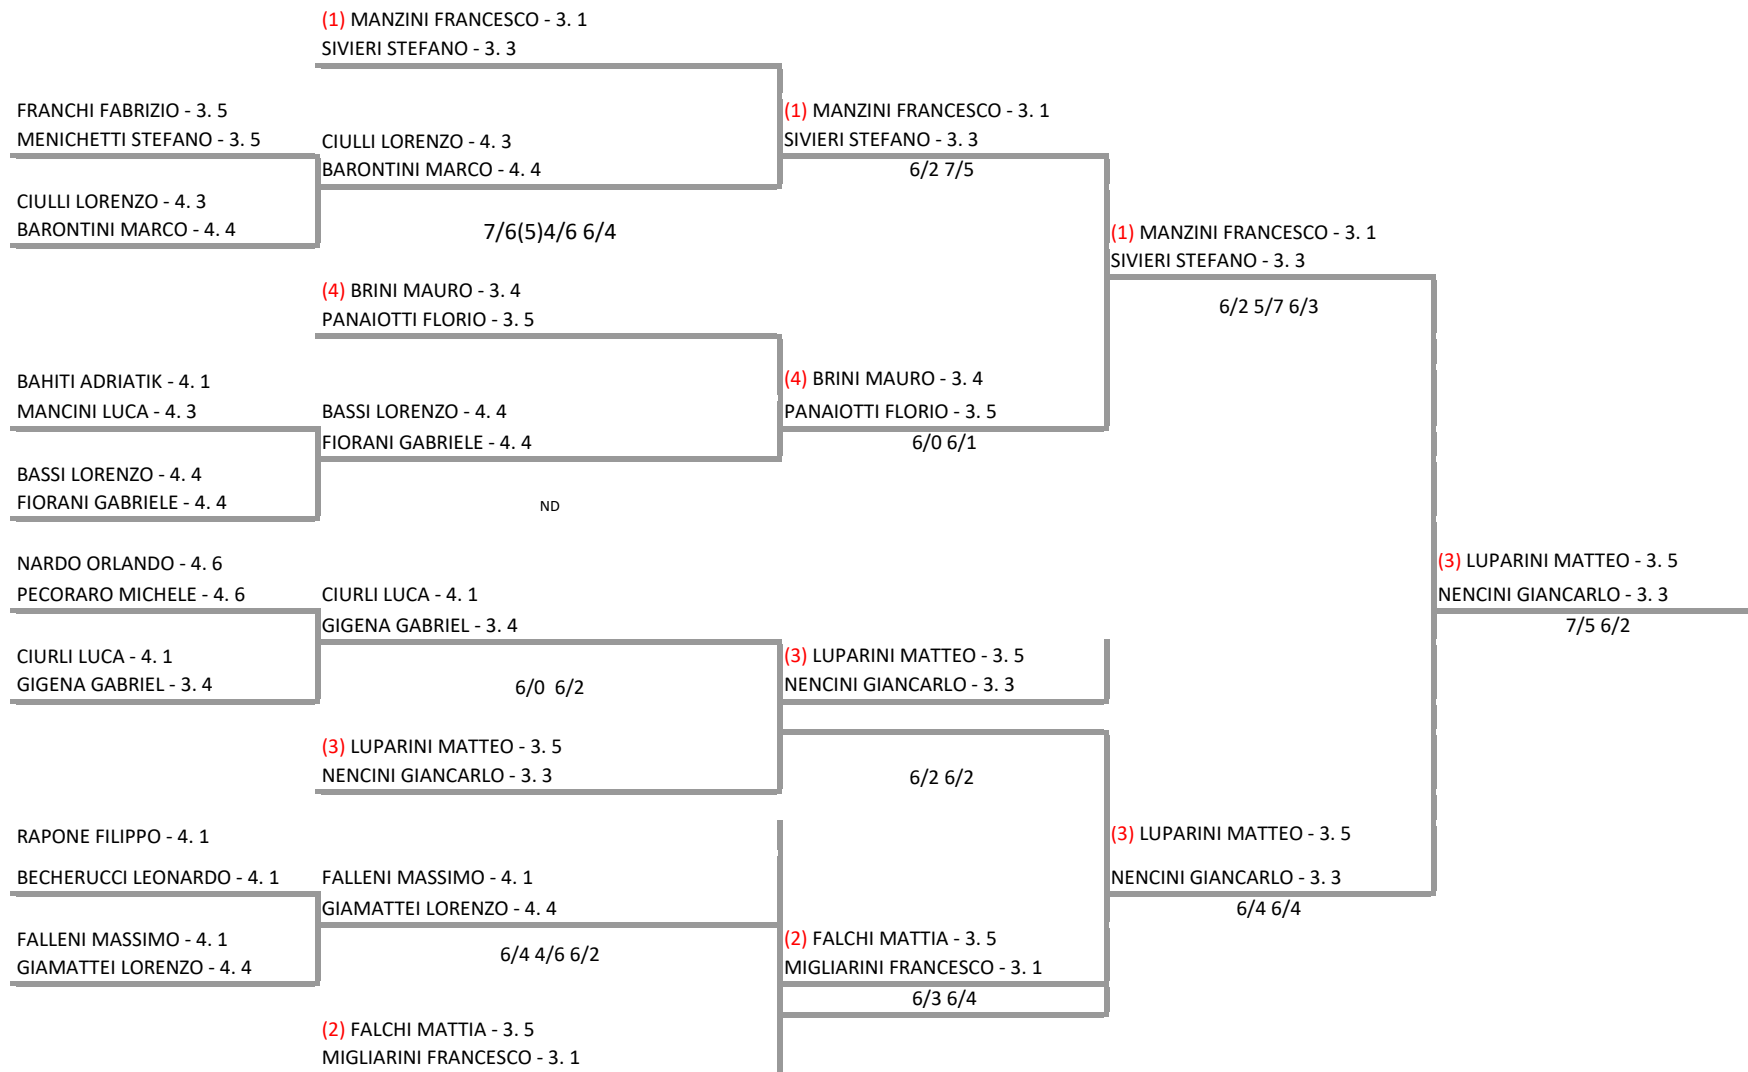 (1) MANZINI FRANCESCO - 3. 1
SIVIERI STEFANO - 3. 3
FRANCHI FABRIZIO - 3. 5
MENICHETTI STEFANO - 3. 5
CIULLI LORENZO - 4. 3
BARONTINI MARCO - 4. 4
(1) MANZINI FRANCESCO - 3. 1
SIVIERI STEFANO - 3. 3
6/2 7/5
CIULLI LORENZO - 4. 3
BARONTINI MARCO - 4. 4
7/6(5)4/6 6/4
(1) MANZINI FRANCESCO - 3. 1
SIVIERI STEFANO - 3. 3
6/2 5/7 6/3
(4) BRINI MAURO - 3. 4
PANAIOTTI FLORIO - 3. 5
BAHITI ADRIATIK - 4. 1
MANCINI LUCA - 4. 3
BASSI LORENZO - 4. 4
FIORANI GABRIELE - 4. 4
(4) BRINI MAURO - 3. 4
PANAIOTTI FLORIO - 3. 5
6/0 6/1
BASSI LORENZO - 4. 4
FIORANI GABRIELE - 4. 4
ND
NARDO ORLANDO - 4. 6
PECORARO MICHELE - 4. 6
CIURLI LUCA - 4. 1
GIGENA GABRIEL - 3. 4
(3) LUPARINI MATTEO - 3. 5
NENCINI GIANCARLO - 3. 3
7/5 6/2
CIURLI LUCA - 4. 1
GIGENA GABRIEL - 3. 4
6/0 6/2
(3) LUPARINI MATTEO - 3. 5
NENCINI GIANCARLO - 3. 3
(3) LUPARINI MATTEO - 3. 5
NENCINI GIANCARLO - 3. 3
6/2 6/2
RAPONE FILIPPO - 4. 1
BECHERUCCI LEONARDO - 4. 1
FALLENI MASSIMO - 4. 1
GIAMATTEI LORENZO - 4. 4
(3) LUPARINI MATTEO - 3. 5
NENCINI GIANCARLO - 3. 3
6/4 6/4
FALLENI MASSIMO - 4. 1
GIAMATTEI LORENZO - 4. 4
6/4 4/6 6/2
(2) FALCHI MATTIA - 3. 5
MIGLIARINI FRANCESCO - 3. 1
6/3 6/4
(2) FALCHI MATTIA - 3. 5
MIGLIARINI FRANCESCO - 3. 1